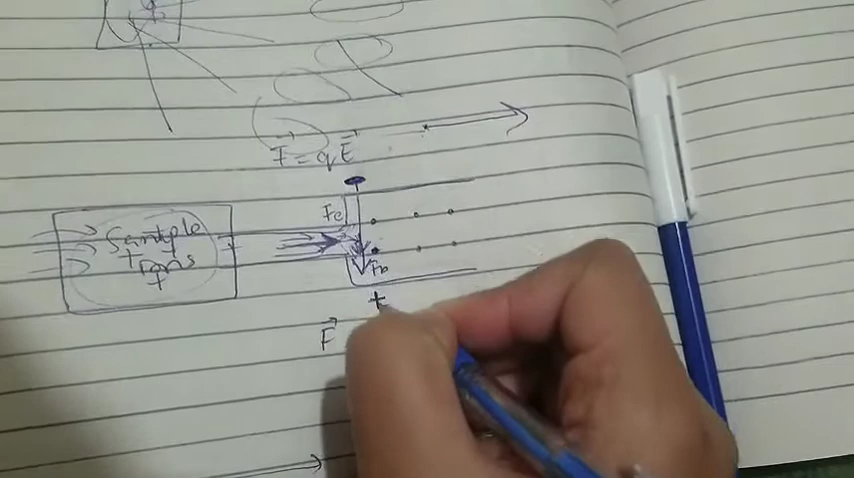 F = qE
Fe
Sample
+ Ions
+
Fb
+
F